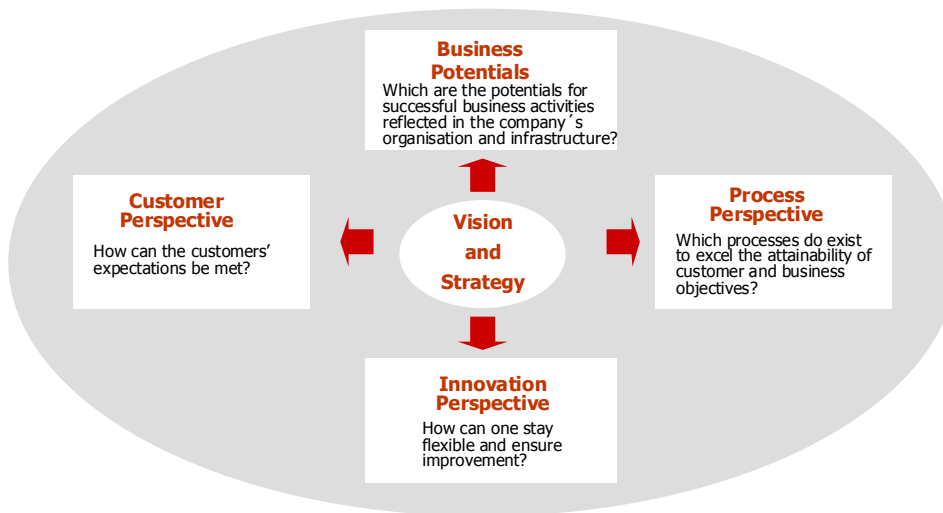 Business
Potentials
Which are the potentials for
successful business activities
reflected in the company´s
organisation and infrastructure?
Customer
Perspective
How can the customers’
expectations be met?
Vision
and
Strategy
Process
Perspective
Which processes do exist
to excel the attainability of
customer and business
objectives?
Innovation
Perspective
How can one stay
flexible and ensure
improvement?